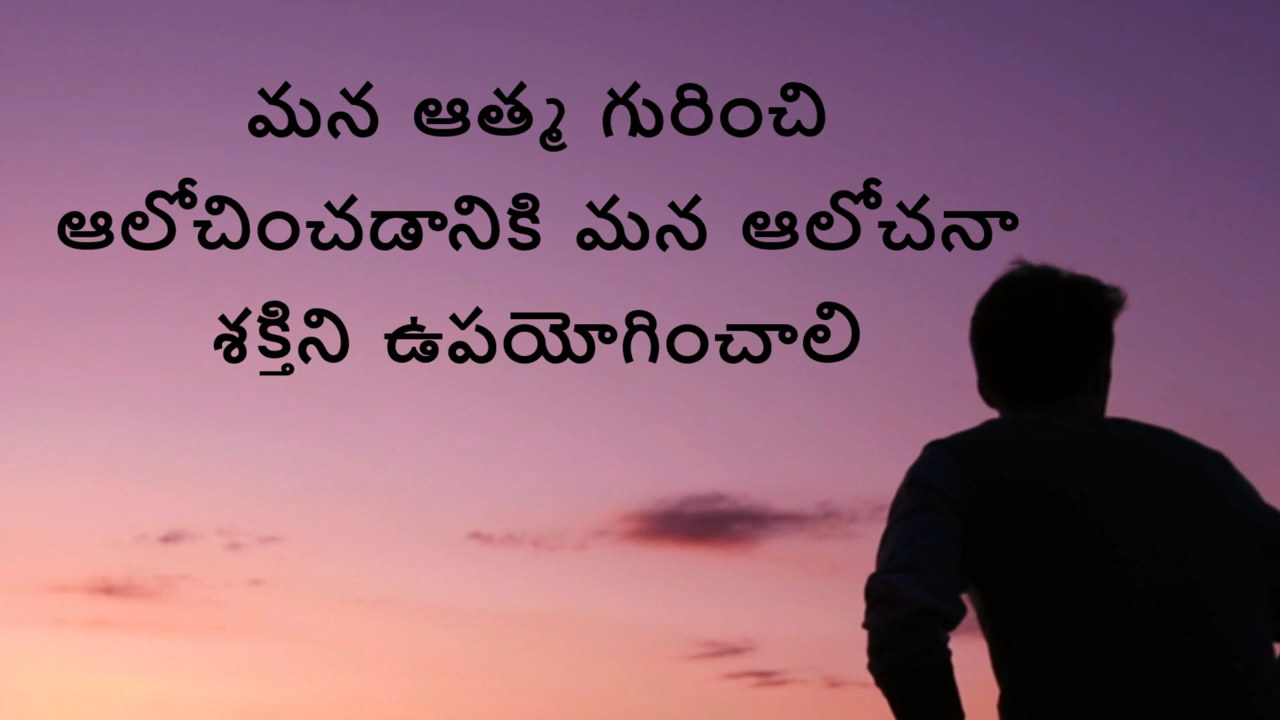 మన ఆత్మ గురించి
ఆలోచించడానికి మన ఆలోచనా
శక్తిని ఉపయోగించాలి